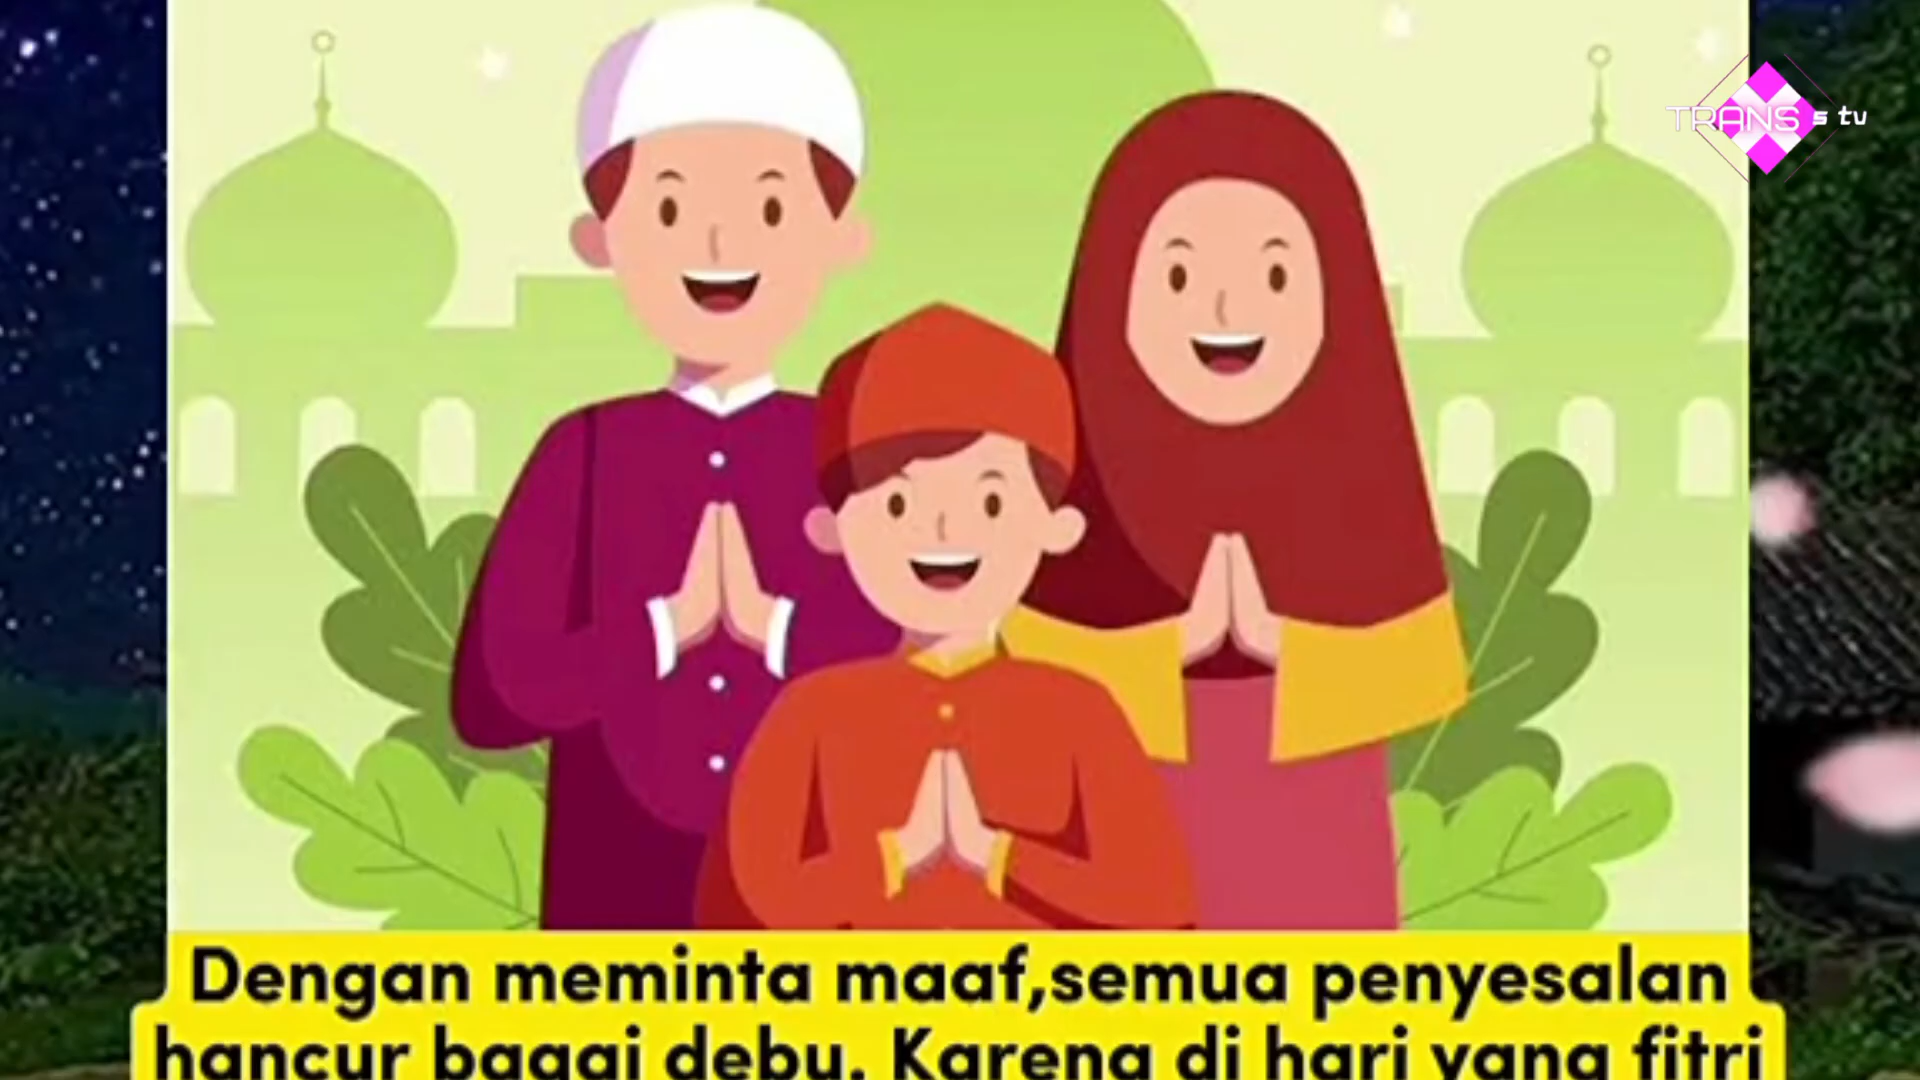 TRANS s tv
Dengan meminta maaf,semua penyesalan
hancur bagai debu. Karena di hari yang fitri